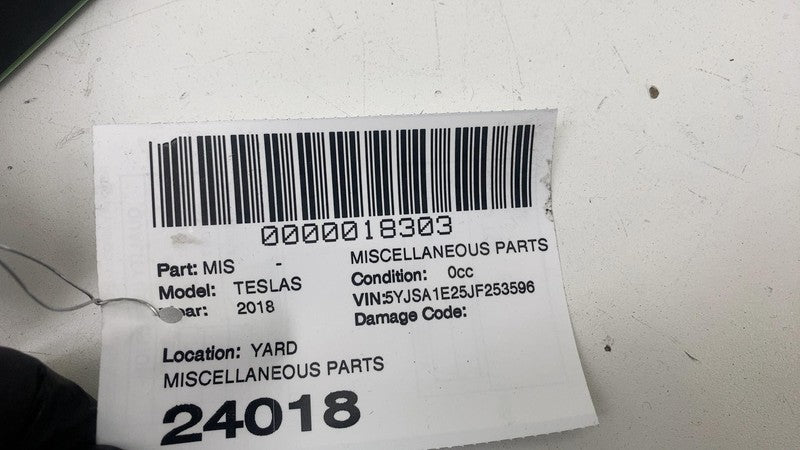 0000018303
Part: MIS - MISCELLANEOUS PARTS
Model: TESLAS Condition: 0cc
ear: 2018 VIN:5YJSA1E25JF253596
Damage Code:
Location: YARD
MISCELLANEOUS PARTS
24018